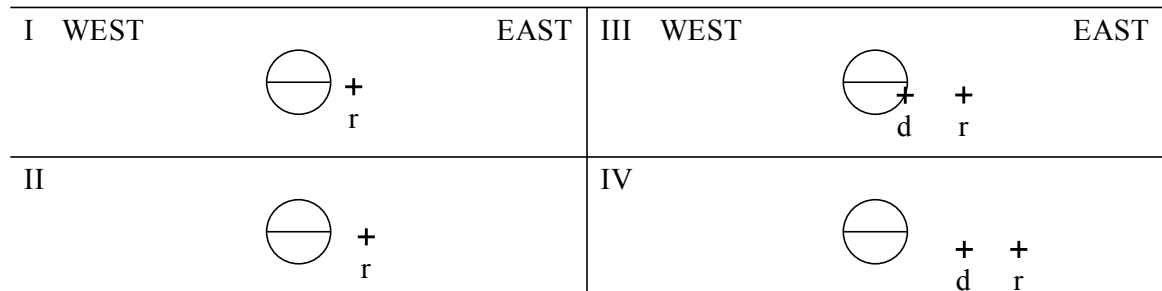 I WEST EAST
r
II
r
III WEST EAST
d r
IV
d r